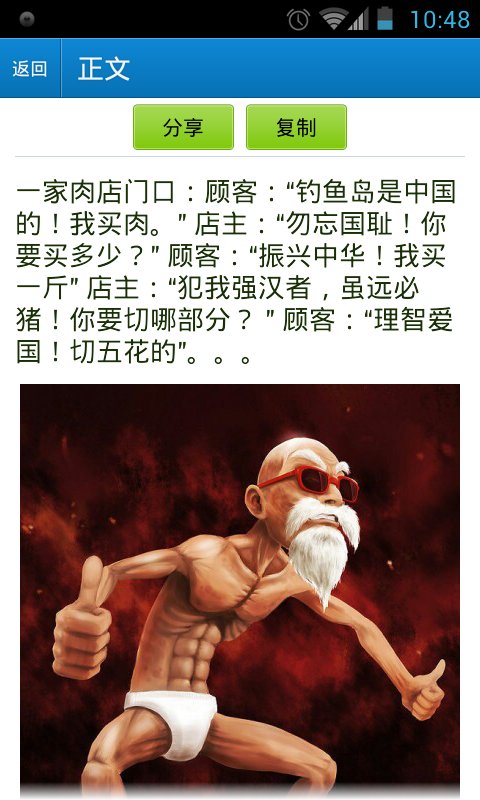 10:48
返回
正文
分享
复制
一家肉店门口：顾客：“钓鱼岛是中国
的！我买肉。” 店主：“勿忘国耻！你
要买多少？” 顾客：“振兴中华！我买
一斤” 店主：“犯我强汉者，虽远必
猪！你要切哪部分？ ” 顾客：“理智爱
国！切五花的”。。。